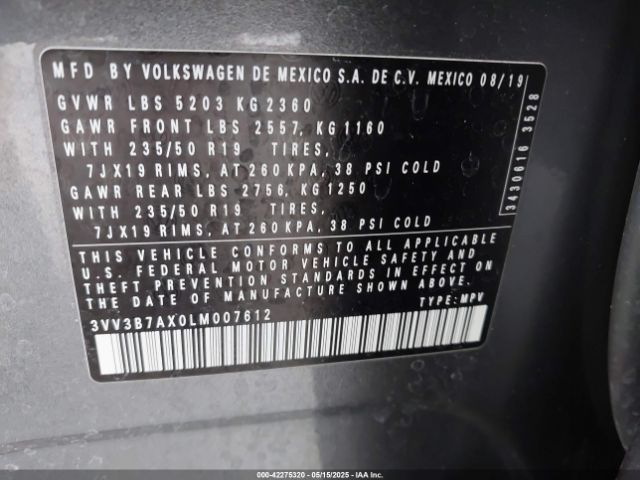 MFD BY VOLKSWAGEN DE MEXICO S.A. DE C.V. MEXICO 08/19
GVWR LBS 5203 KG 2360
GAWR FRONT LBS 2557, KG 1160
WITH 235/50 R19 TIRES,
7JX19 RIMS, AT 260 KPA, 38 PSI COLD
GAWR REAR LBS 2756, KG 1250
WITH 235/50 R19 TIRES,
7JX19 RIMS, AT 260 KPA, 38 PSI COLD
3430616 3528
THIS VEHICLE CONFORMS TO ALL APPLICABLE
U.S. FEDERAL MOTOR VEHICLE SAFETY AND
THEFT PREVENTION STANDARDS IN EFFECT ON
THE DATE OF MANUFACTURE SHOWN ABOVE.
3VV3B7AX0LM007612 TYPE: MPV
000-42275320 - 05/15/2025 - IAAI.COM